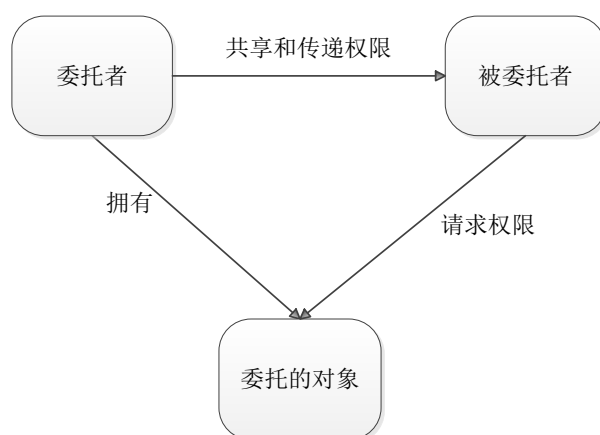 共享和传递权限
委托者
被委托者
拥有
请求权限
委托的对象